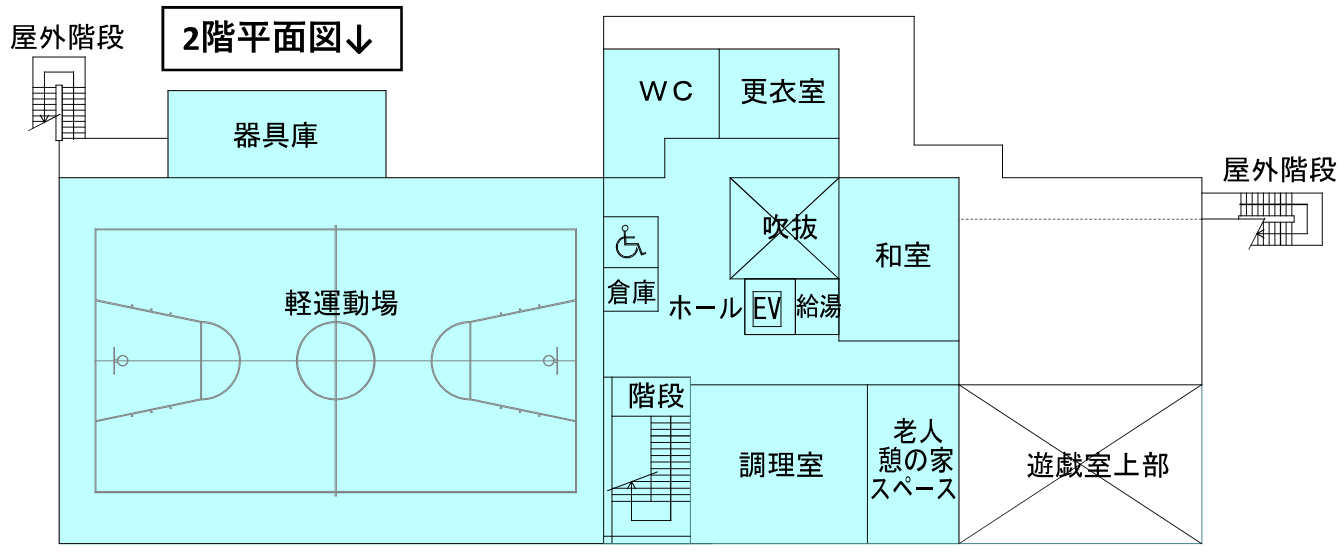 屋外階段
2階平面図↓
WC
更衣室
器具庫
屋外階段
吹抜
和室
倉庫
軽運動場
ホール
EV
給湯
階段
調理室
老人
憩の家
スペース
遊戯室上部